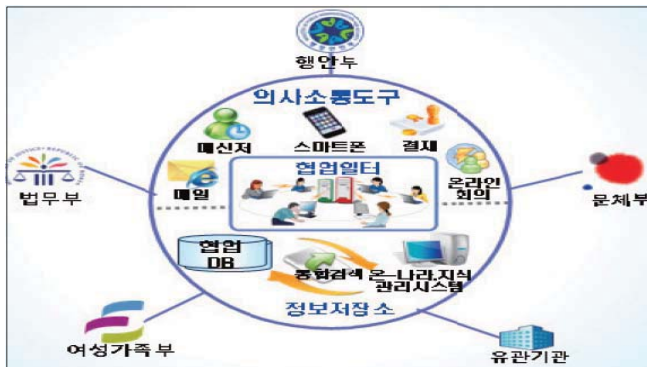 행안부
의사소통도구
메신저
스마트폰
결재
협업일터
메일
온라인
회의
법무부
문체부
협업
DB
통합검색
온-나라,지식
관리시스템
정보저장소
여성가족부
유관기관